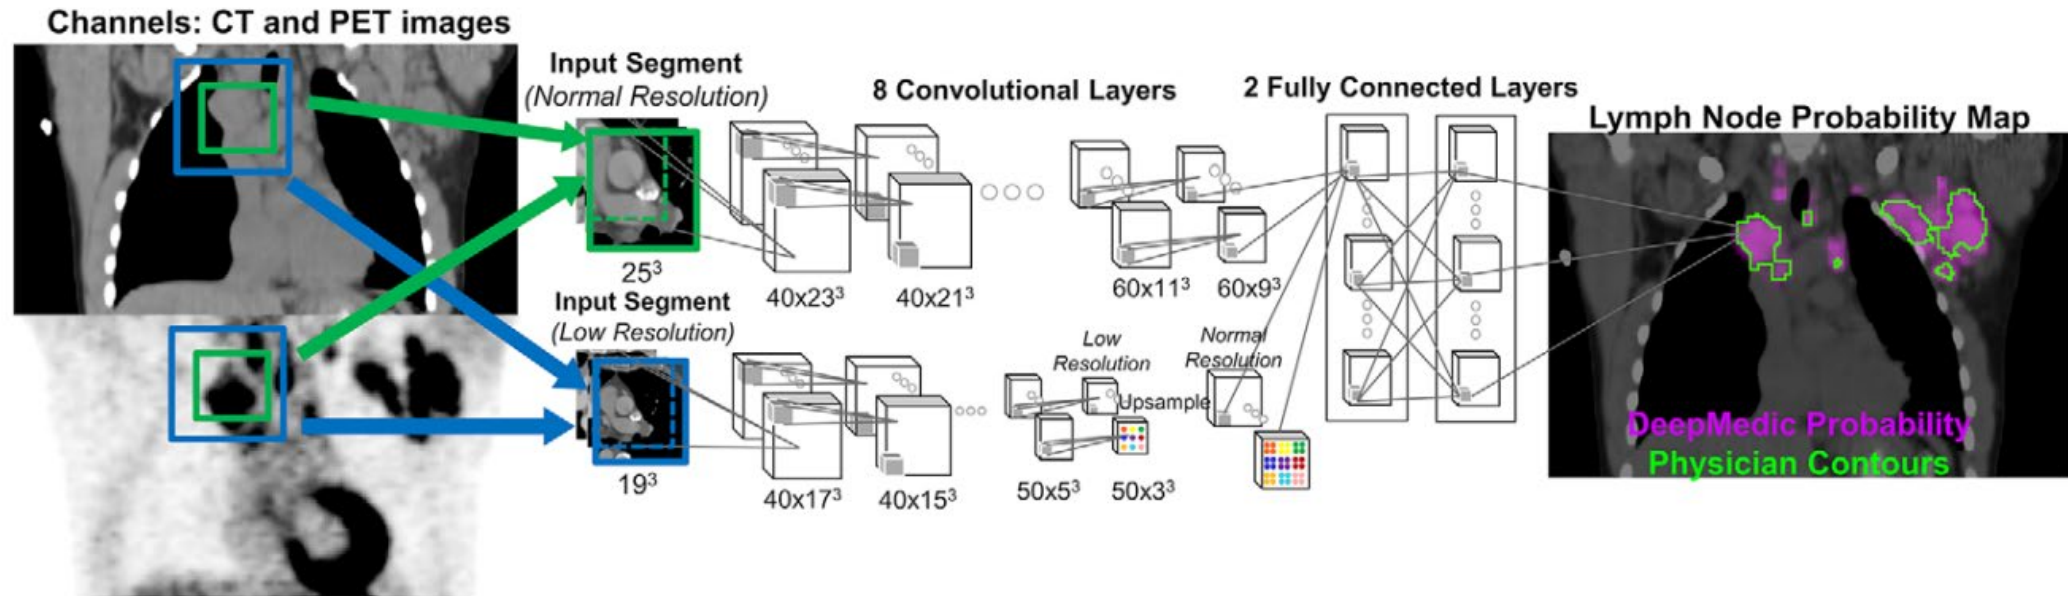 Channels: CT and PET images
Input Segment
(Normal Resolution)
25³
8 Convolutional Layers
40x23³
40x21³
60x11³
60x9³
2 Fully Connected Layers
Lymph Node Probability Map
Input Segment
(Low Resolution)
19³
40x17³
40x15³
Low
Resolution
50x5³
50x3³
Upsample
Normal
Resolution
DeepMedic Probability
Physician Contours